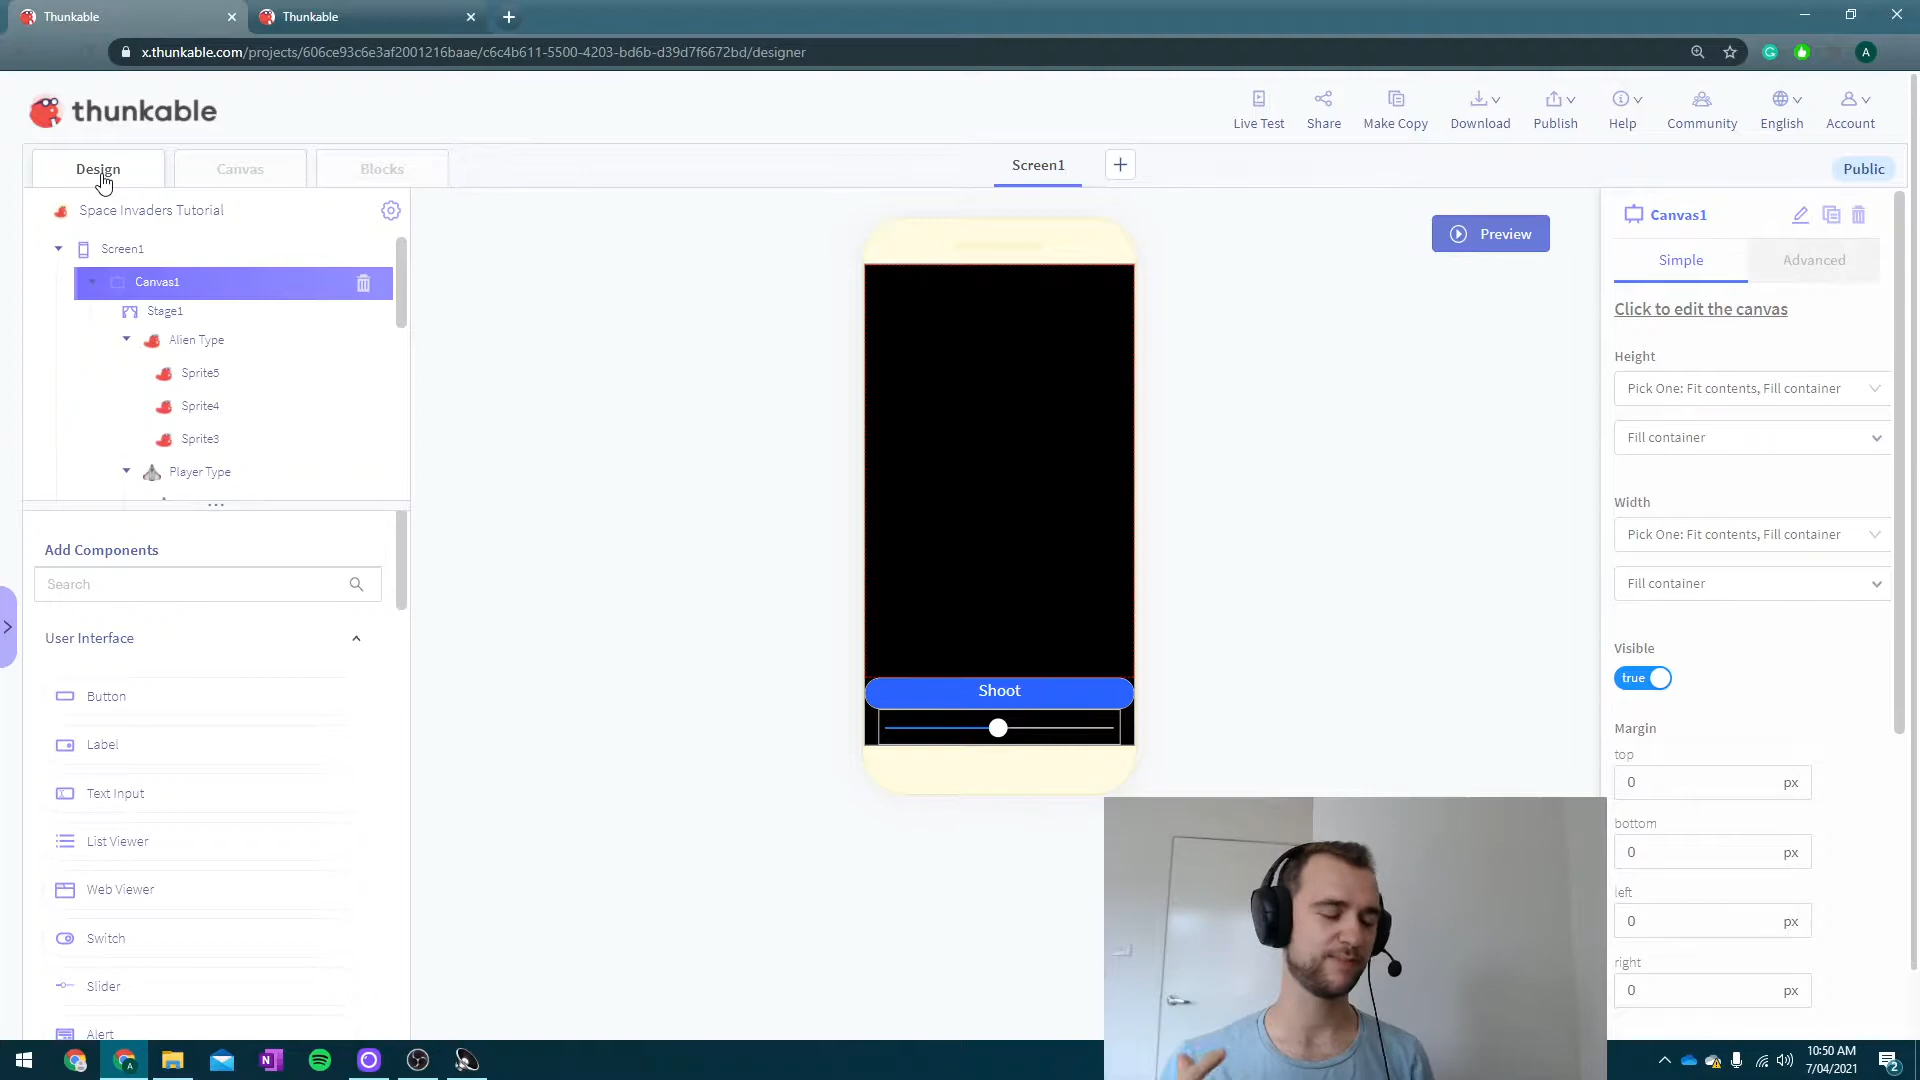 Thunkable
Thunkable
x.thunkable.com/projects/606ce93c6e3af2001216baae/c6c4b611-5500-4203-bd6b-d39d7f6672bd/designer
A
thunkable
Live Test
Share
Make Copy
Download
Publish
Help
Community
English
Account
Design
Canvas
Blocks
Screen1
Public
Space Invaders Tutorial
Screen1
Canvas1
Stage1
Alien Type
Sprite5
Sprite4
Sprite3
Player Type
Add Components
Search
User Interface
Button
Label
Text Input
List Viewer
Web Viewer
Switch
Slider
Alert
Preview
Shoot
Canvas1
Simple
Advanced
Click to edit the canvas
Height
Pick One: Fit contents, Fill container
Fill container
Width
Pick One: Fit contents, Fill container
Fill container
Visible
true
Margin
top
0 px
bottom
0 px
left
0 px
right
0 px
10:50 AM
7/04/2021
2